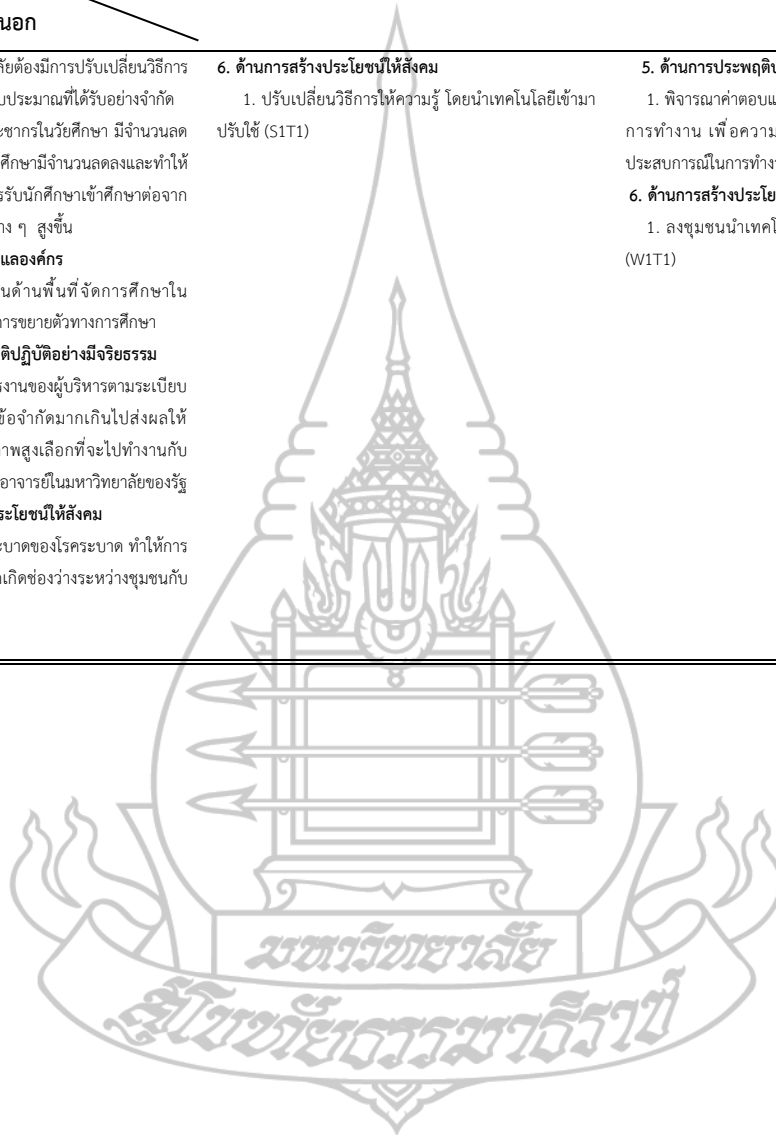 นอก
ลัยต้องมีการปรับเปลี่ยนวิธีการ
บประมาณที่ได้รับอย่างจำกัด
ะชากรในวัยศึกษา มีจำนวนลด
ศึกษามีจำนวนลดลงและทำให้
ารรับนักศึกษาเข้าศึกษาต่อจาก
าง ๆ สูงขึ้น
แลองค์กร
นด้านพื้นที่จัดการศึกษาใน
การขยายตัวทางการศึกษา
ติปฏิบัติอย่างมีจริยธรรม
รงานของผู้บริหารตามระเบียบ
ข้อจำกัดมากเกินไปส่งผลให้
าพสูงเลือกที่จะไปทำงานกับ
อาจารย์ในมหาวิทยาลัยของรัฐ
ระโยชน์ให้สังคม
ะบาดของโรคระบาด ทำให้การ
เกิดช่องว่างระหว่างชุมชนกับ
6. ด้านการสร้างประโยชน์ให้สังคม
1. ปรับเปลี่ยนวิธีการให้ความรู้ โดยนำเทคโนโลยีเข้ามา
ปรับใช้ (S1T1)
5. ด้านการประพฤติป
1. พิจารณาค่าตอบแ
การทำงาน เพื่อความ
ประสบการณ์ในการทำง
6. ด้านการสร้างประโย
1. ลงชุมชนนำเทคโ
(W1T1)
มหาวิทยาลัย
สุโขทัยธรรมาธิราช